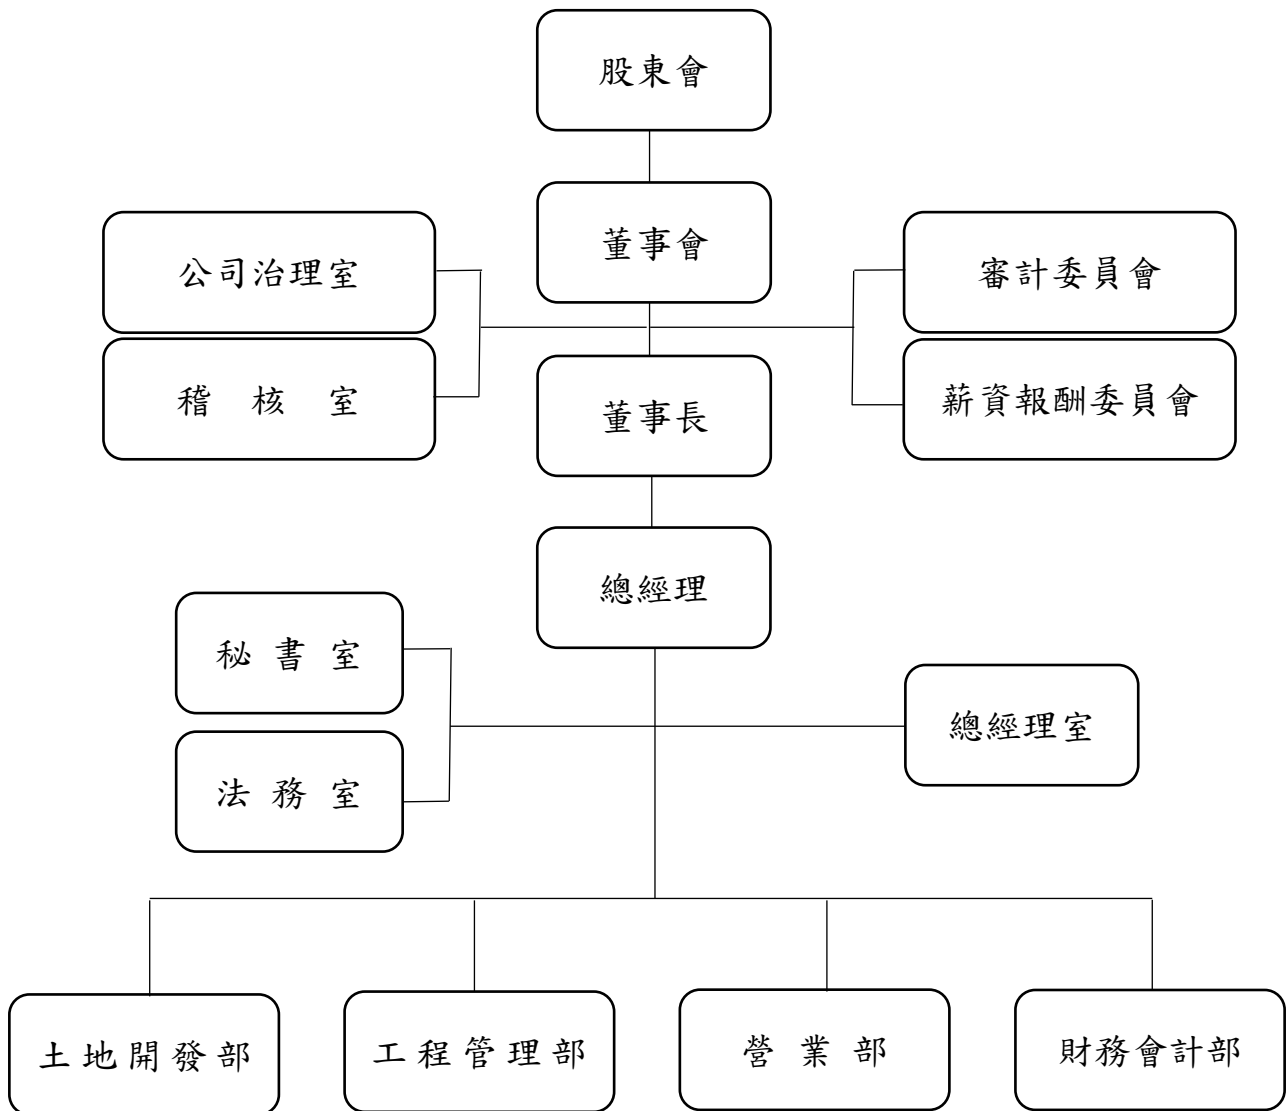 股東會
董事會
公司治理室
審計委員會
稽核室
董事長
薪資報酬委員會
總經理
秘書室
總經理室
法務室
土地開發部
工程管理部
營業部
財務會計部